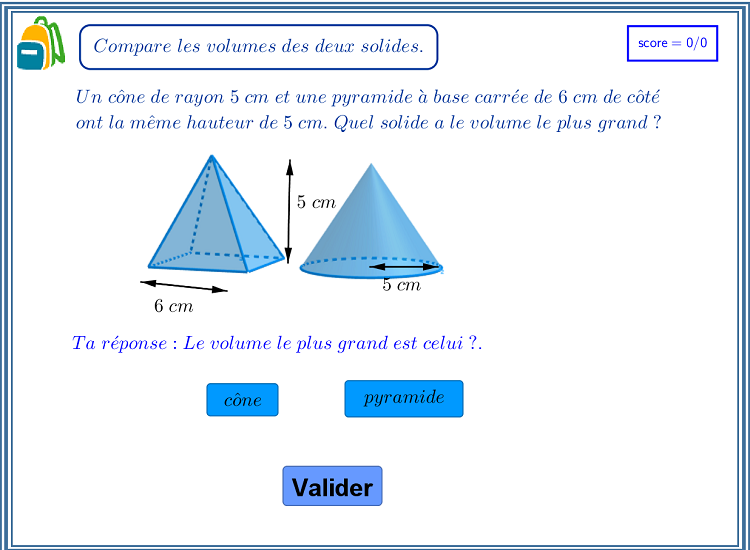 Compare les volumes des deux solides.
score = 0/0
Un cône de rayon 5 cm et une pyramide à base carrée de 6 cm de côté
ont la même hauteur de 5 cm. Quel solide a le volume le plus grand ?
5 cm
5 cm
6 cm
Ta réponse : Le volume le plus grand est celui ?.
cône
pyramide
Valider